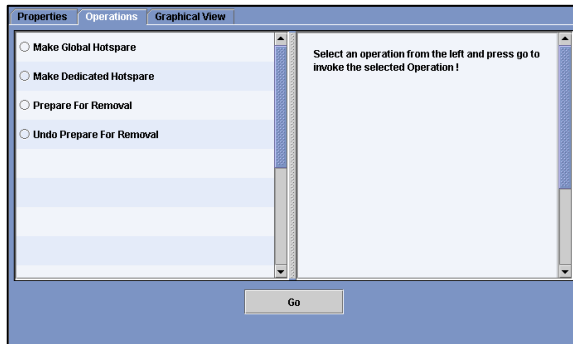 Properties Operations Graphical View
Make Global Hotspare
Make Dedicated Hotspare
Prepare For Removal
Undo Prepare For Removal
Select an operation from the left and press go to
invoke the selected Operation !
Go